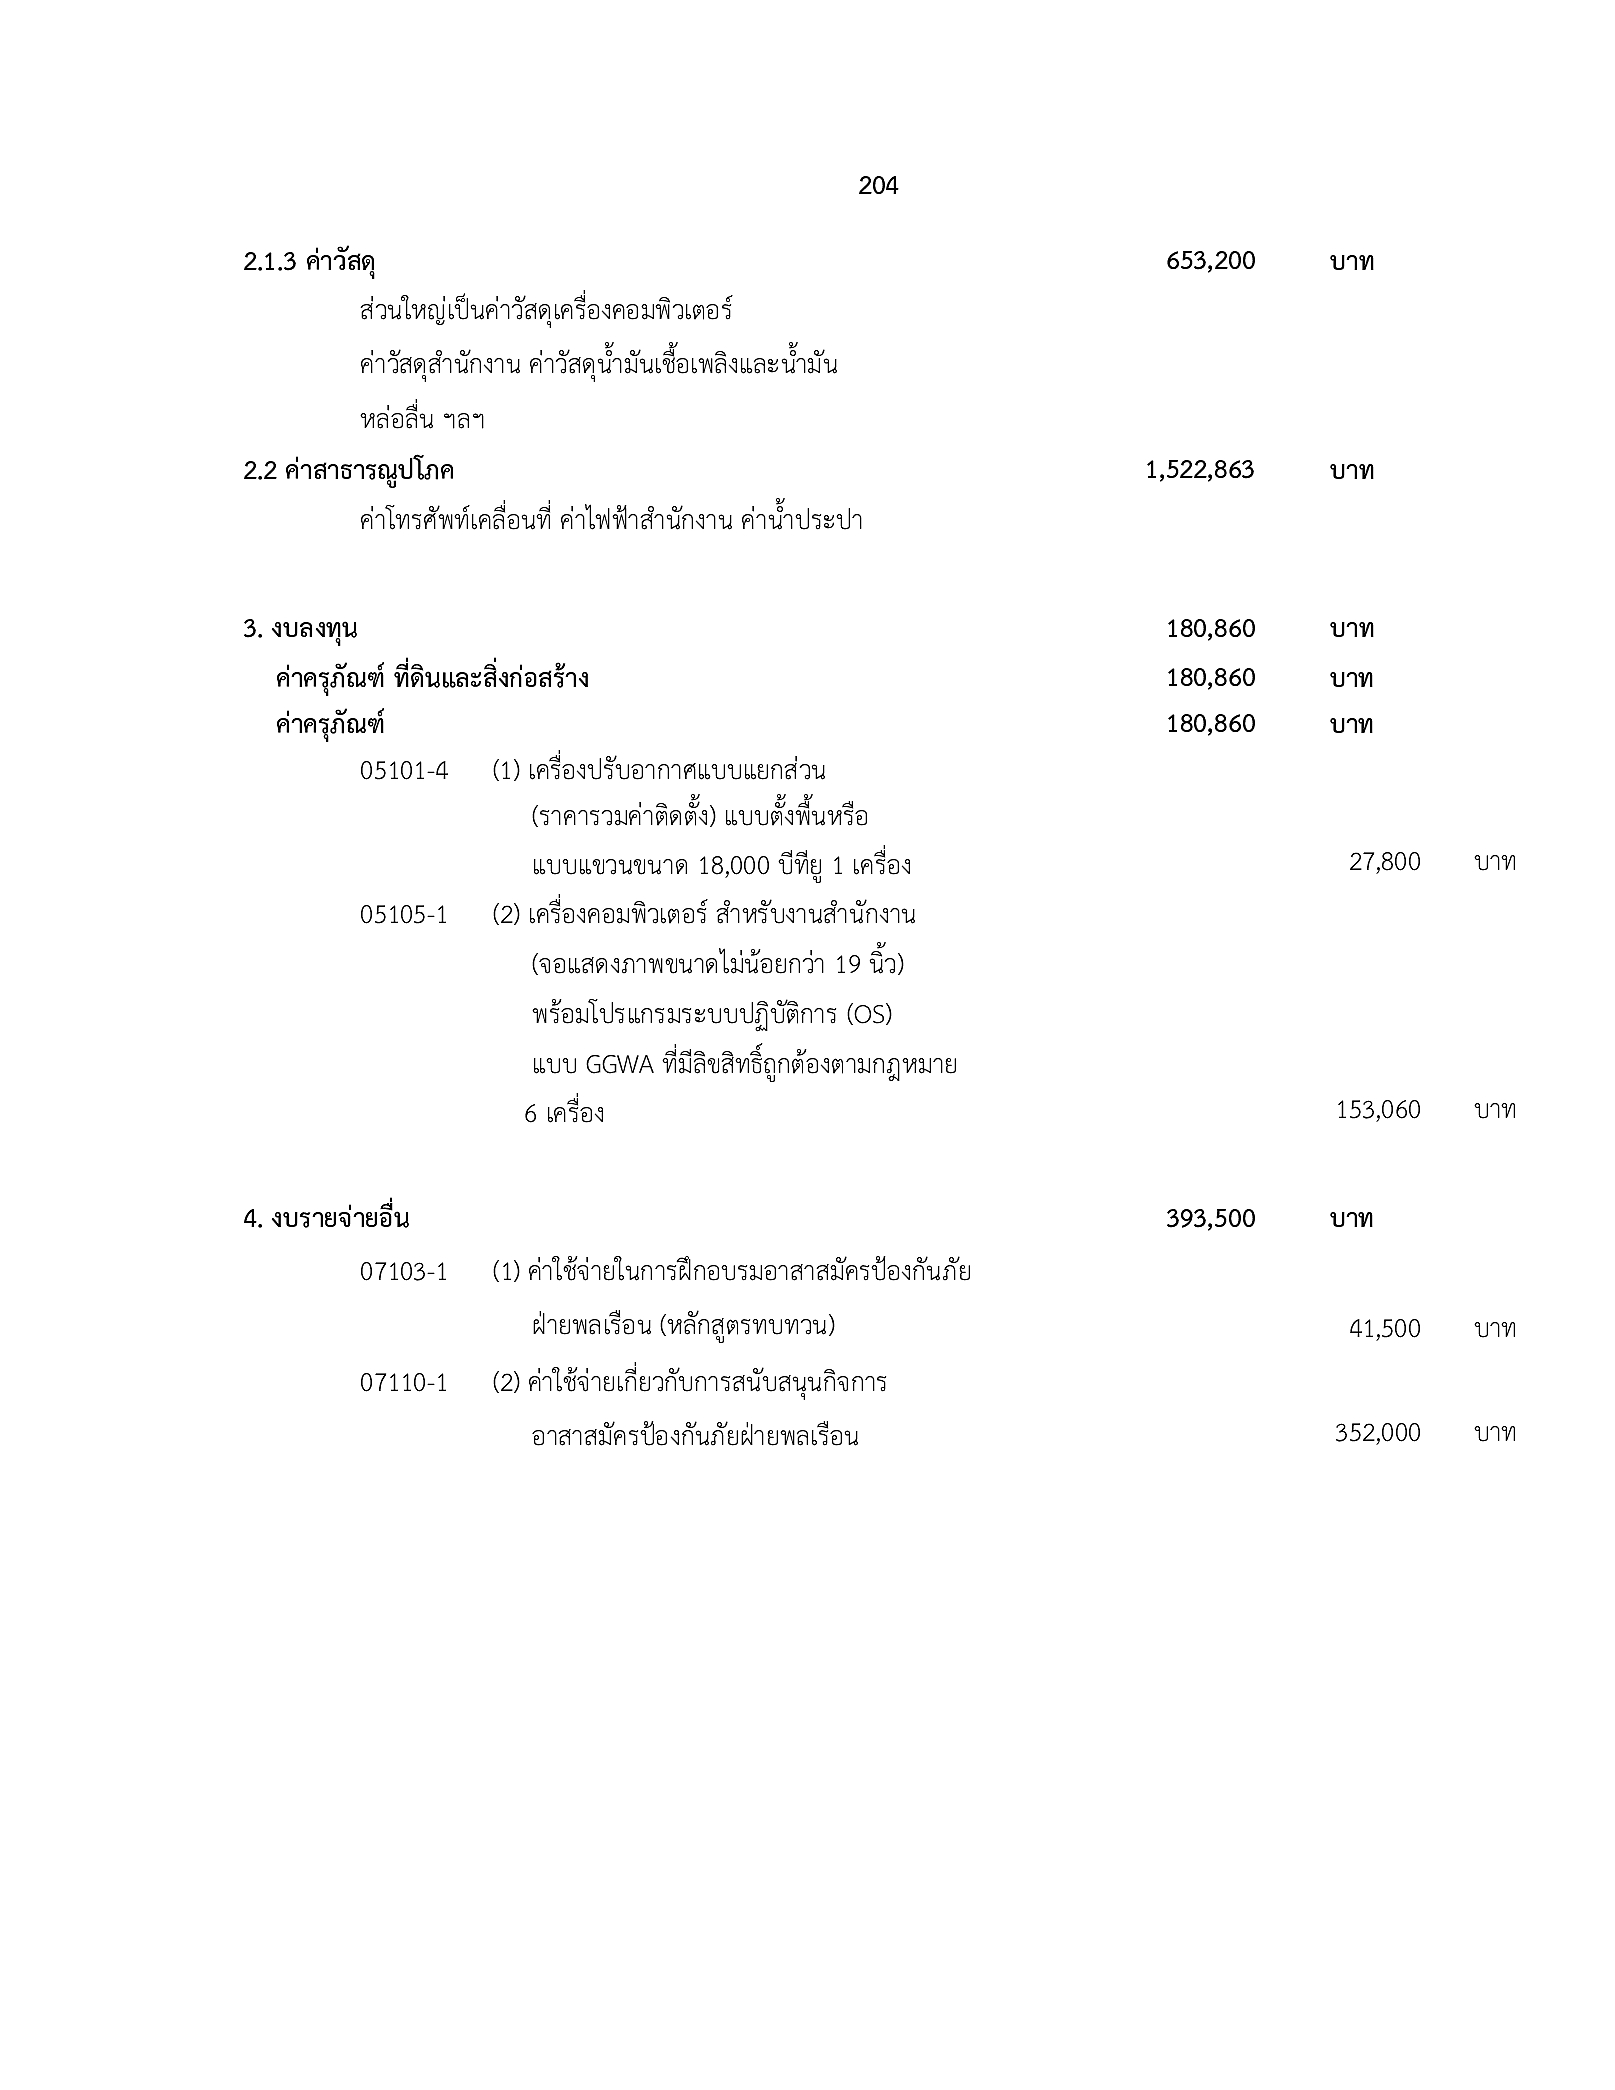 204
2.1.3 ค่าวัสดุ 653,200 บาท
ส่วนใหญ่เป็นค่าวัสดุเครื่องคอมพิวเตอร์
ค่าวัสดุสำนักงาน ค่าวัสดุน้ำมันเชื้อเพลิงและน้ำมัน
หล่อลื่น ฯลฯ
2.2 ค่าสาธารณูปโภค 1,522,863 บาท
ค่าโทรศัพท์เคลื่อนที่ ค่าไฟฟ้าสำนักงาน ค่าน้ำประปา
3. งบลงทุน 180,860 บาท
ค่าครุภัณฑ์ ที่ดินและสิ่งก่อสร้าง 180,860 บาท
ค่าครุภัณฑ์ 180,860 บาท
05101-4 (1) เครื่องปรับอากาศแบบแยกส่วน
(ราคารวมค่าติดตั้ง) แบบตั้งพื้นหรือ
แบบแขวนขนาด 18,000 บีทียู 1 เครื่อง 27,800 บาท
05105-1 (2) เครื่องคอมพิวเตอร์ สำหรับงานสำนักงาน
(จอแสดงภาพขนาดไม่น้อยกว่า 19 นิ้ว)
พร้อมโปรแกรมระบบปฏิบัติการ (OS)
แบบ GGWA ที่มีลิขสิทธิ์ถูกต้องตามกฎหมาย
6 เครื่อง 153,060 บาท
4. งบรายจ่ายอื่น 393,500 บาท
07103-1 (1) ค่าใช้จ่ายในการฝึกอบรมอาสาสมัครป้องกันภัย
ฝ่ายพลเรือน (หลักสูตรทบทวน) 41,500 บาท
07110-1 (2) ค่าใช้จ่ายเกี่ยวกับการสนับสนุนกิจการ
อาสาสมัครป้องกันภัยฝ่ายพลเรือน 352,000 บาท